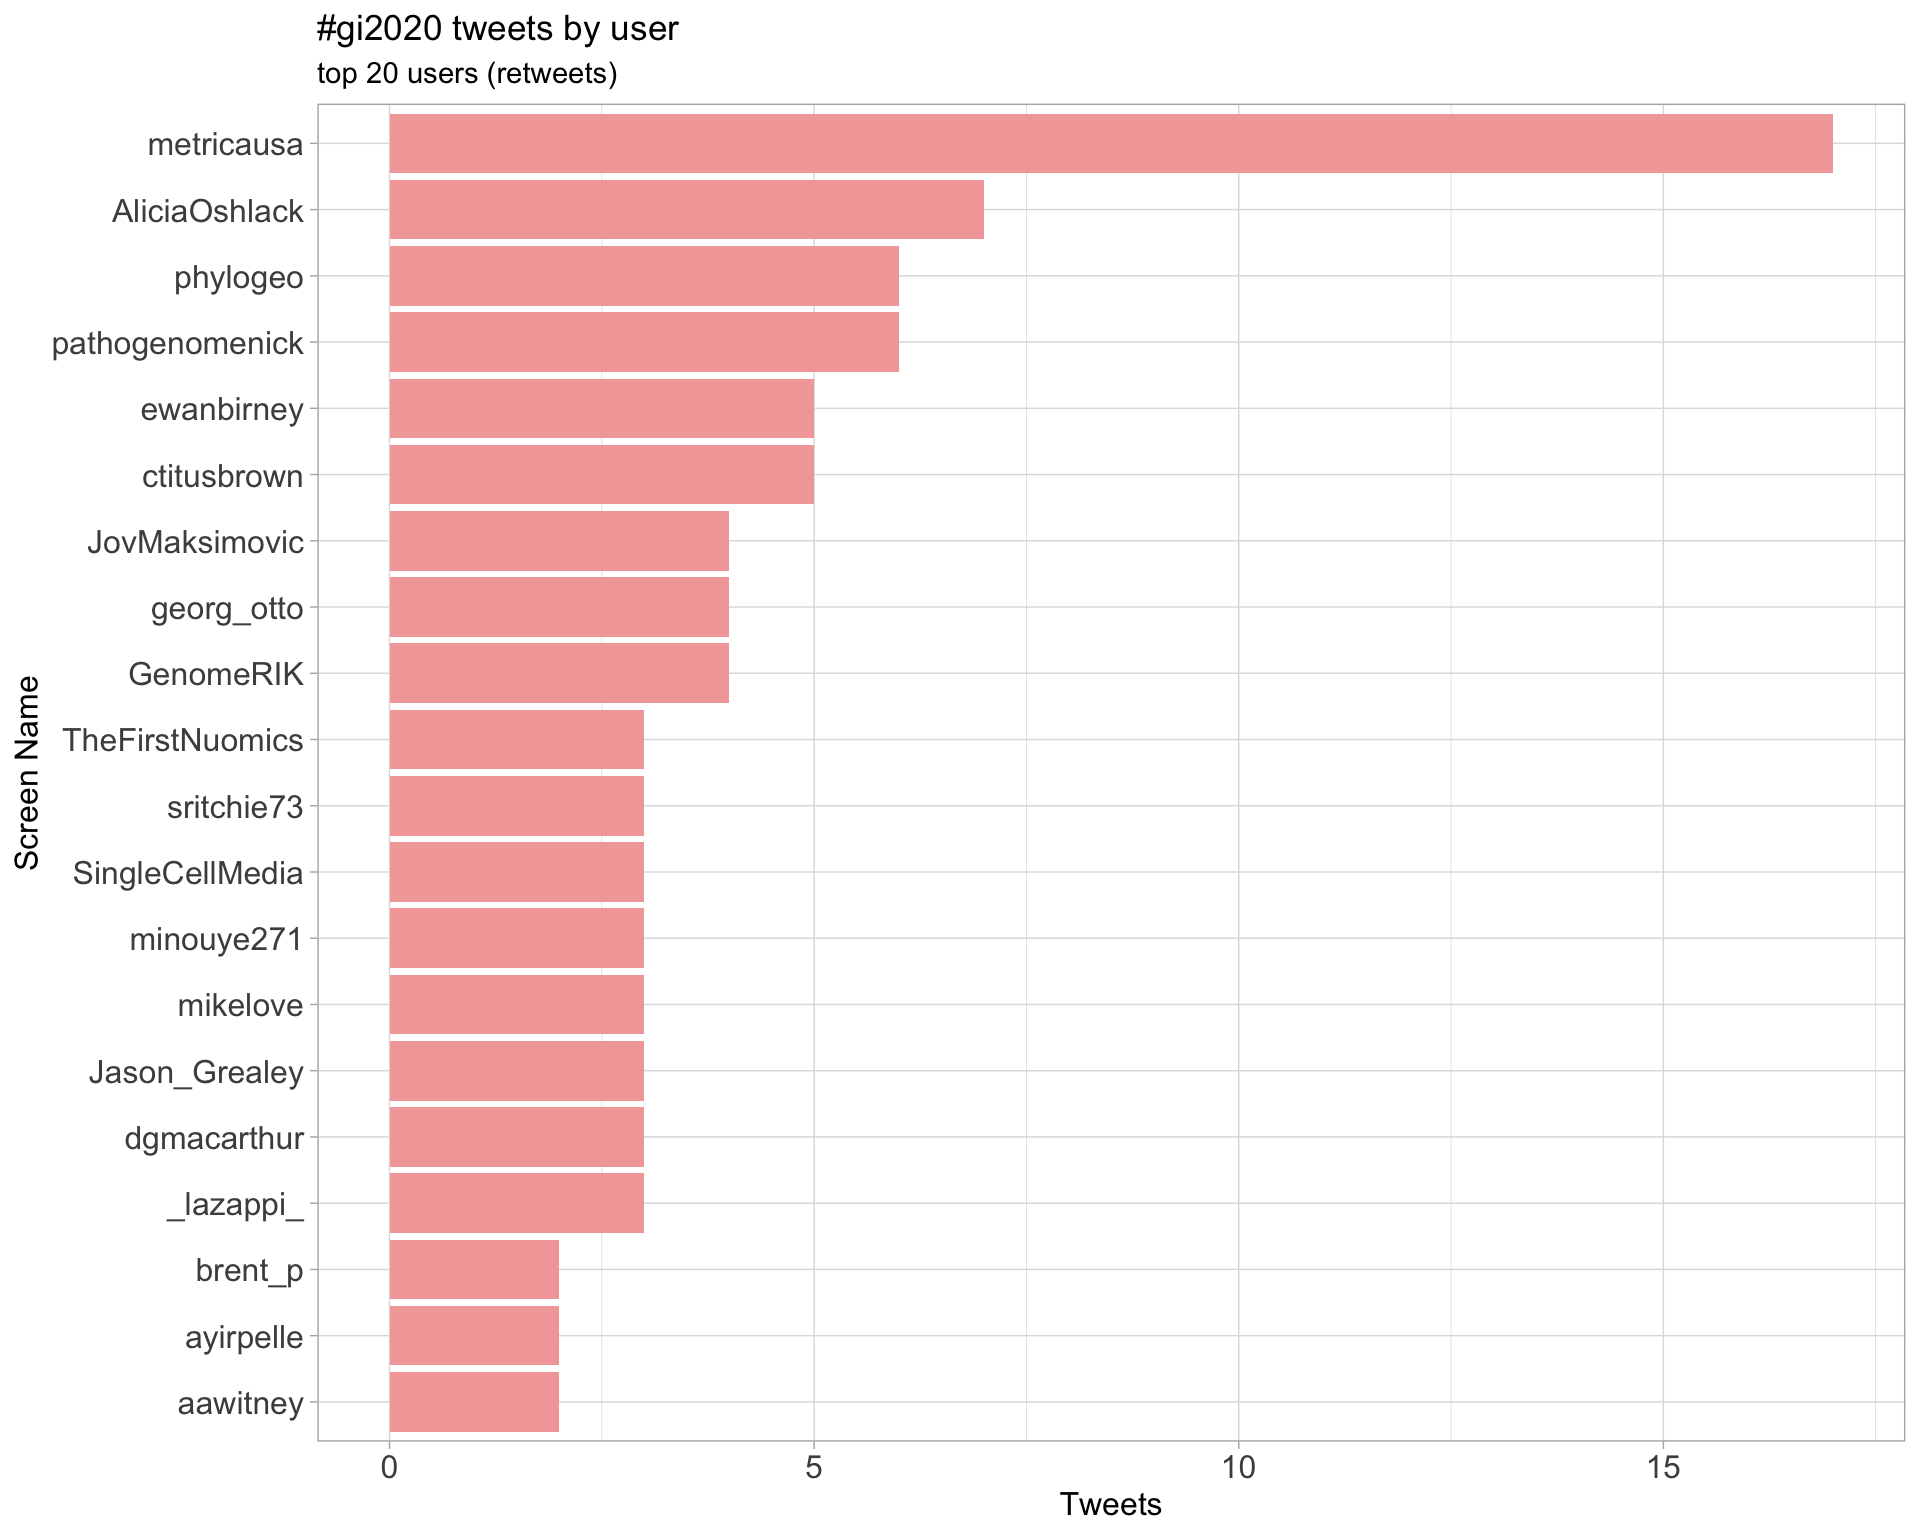 #gi2020 tweets by user
top 20 users (retweets)
metricausa
AliciaOshlack
phylogeo
pathogenomenick
ewanbirney
ctitusbrown
JovMaksimovic
georg_otto
GenomeRIK
TheFirstNuomics
sritchie73
SingleCellMedia
minouye271
mikelove
Jason_Grealey
dgmacarthur
_lazappi_
brent_p
ayirpelle
aawitney
Screen Name
0 5 10 15
Tweets